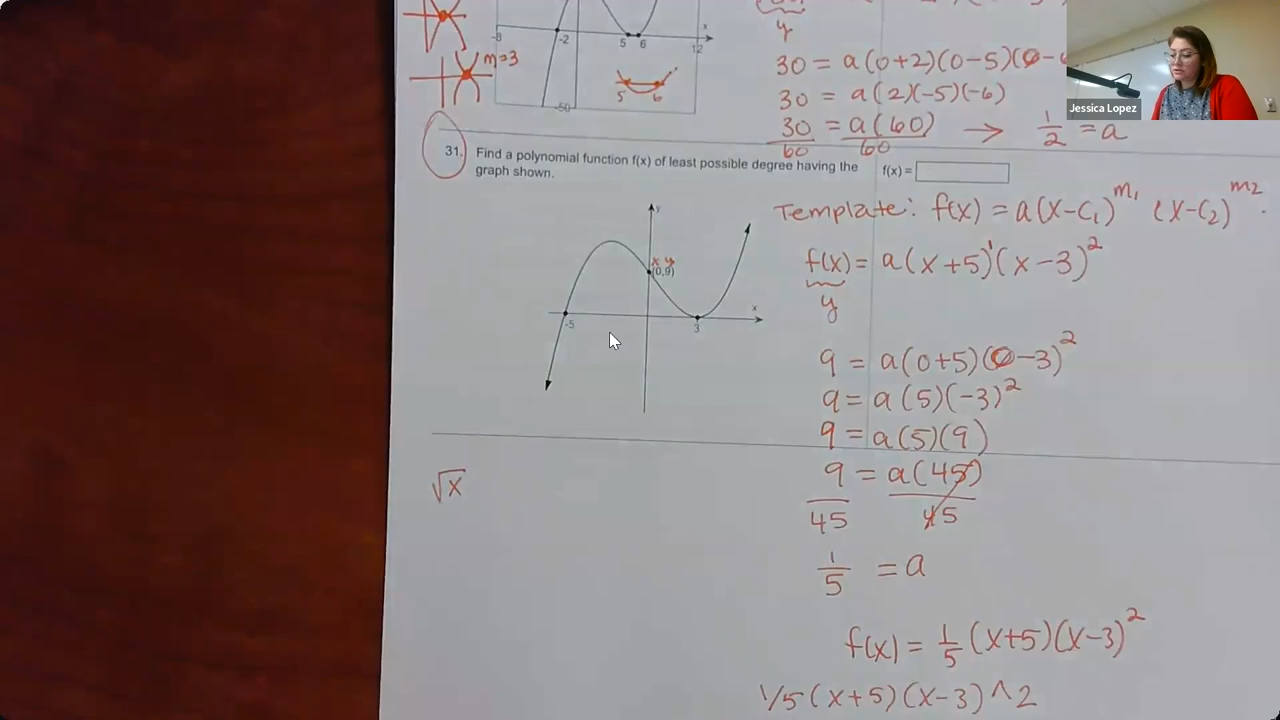 y
30 = a(0+2)(0-5)(0-6
30 = a(2)(-5)(-6)
30/60 = a(60)/60 → 1/2 = a
Jessica Lopez
m=3
x
-8
-2
5 6
12
-50
5 6
31. Find a polynomial function f(x) of least possible degree having the
graph shown.
f(x) =
Template: f(x) = a(x-c₁)^m₁ (x-c₂)^m₂ .
f(x) = a(x+5)¹(x-3)²
y
y
x y
(0,9)
x
-5
3
9 = a(0+5)(0-3)²
9 = a(5)(-3)²
9 = a(5)(9)
9/45 = a(45)/45
1/5 = a
√x
f(x) = 1/5 (x+5)(x-3)²
1/5(x+5)(x-3)^2